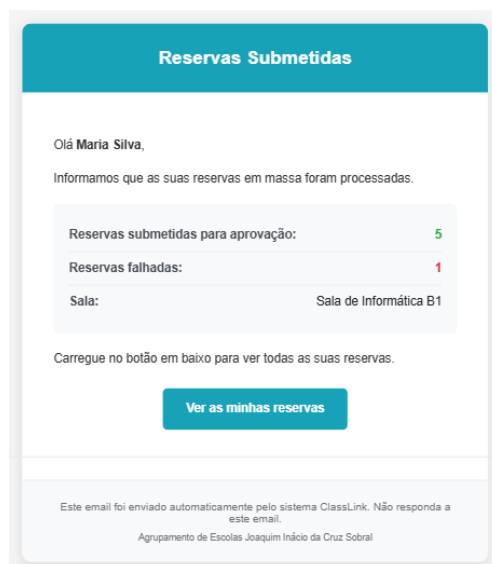 Reservas Submetidas
Olá Maria Silva,
Informamos que as suas reservas em massa foram processadas.
Reservas submetidas para aprovação: 5
Reservas falhadas: 1
Sala: Sala de Informática B1
Carregue no botão em baixo para ver todas as suas reservas.
Ver as minhas reservas
Este email foi enviado automaticamente pelo sistema ClassLink. Não responda a
este email.
Agrupamento de Escolas Joaquim Inácio da Cruz Sobral